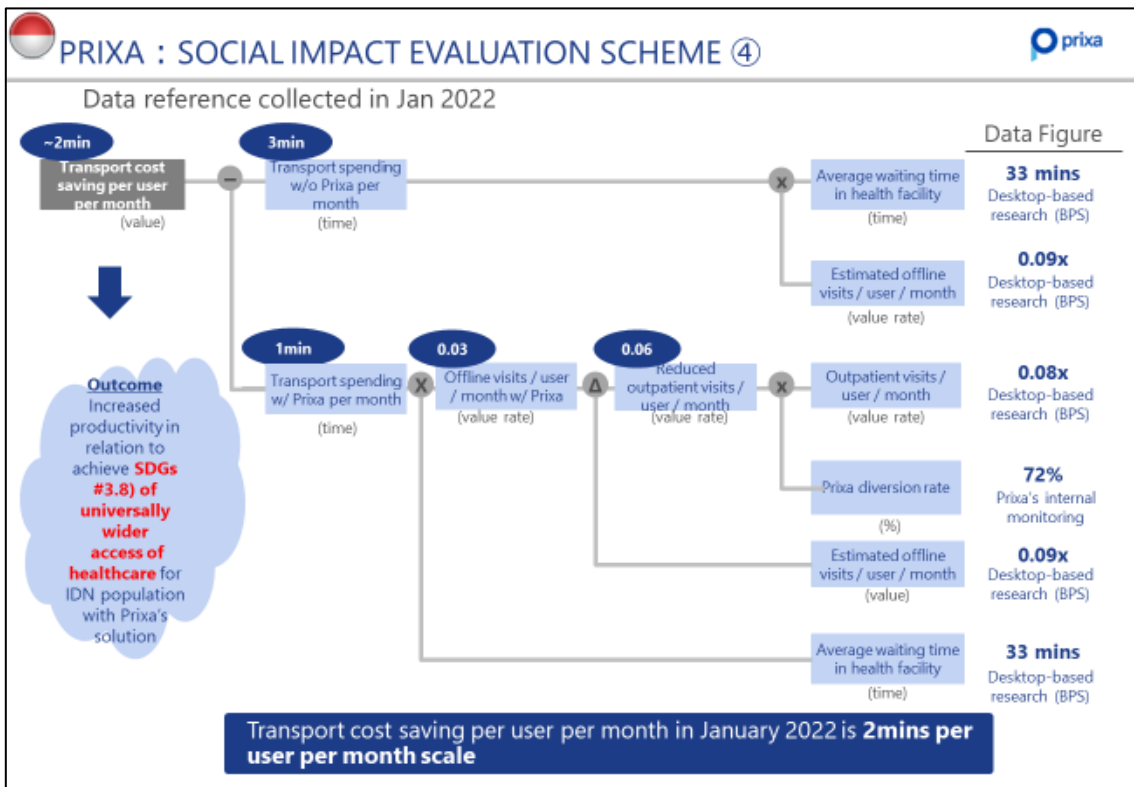 PRIXA : SOCIAL IMPACT EVALUATION SCHEME ④
prixa
Data reference collected in Jan 2022
Data Figure
~2min
Transport cost
saving per user
per month
(value)
−
3min
Transport spending
w/o Prixa per
month
(time)
x
Average waiting time
in health facility
(time)
33 mins
Desktop-based
research (BPS)
Estimated offline
visits / user / month
(value rate)
0.09x
Desktop-based
research (BPS)
1min
Transport spending
w/ Prixa per month
(time)
X
0.03
Offline visits / user
/ month w/ Prixa
(value rate)
Δ
0.06
Reduced
outpatient visits /
user / month
(value rate)
x
Outpatient visits /
user / month
(value rate)
0.08x
Desktop-based
research (BPS)
Prixa diversion rate
(%)
72%
Prixa's internal
monitoring
Estimated offline
visits / user / month
(value)
0.09x
Desktop-based
research (BPS)
Average waiting time
in health facility
(time)
33 mins
Desktop-based
research (BPS)
Outcome
Increased
productivity in
relation to
achieve SDGs
#3.8) of
universally
wider
access of
healthcare for
IDN population
with Prixa's
solution
Transport cost saving per user per month in January 2022 is 2mins per
user per month scale